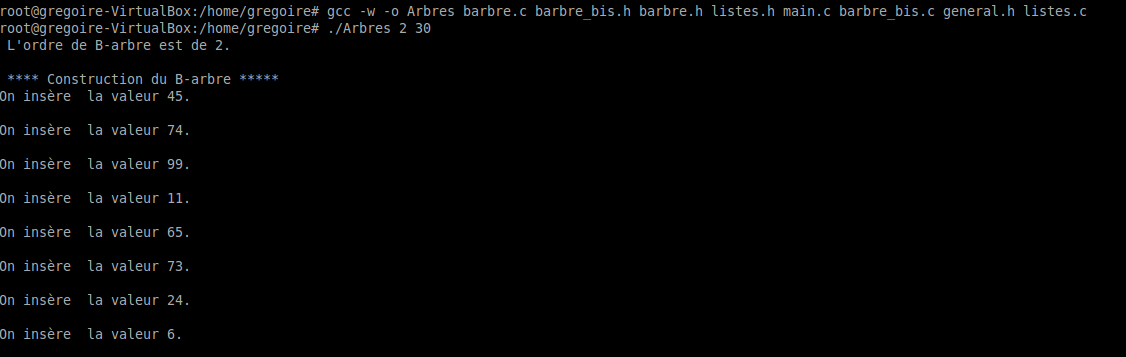 root@gregoire-VirtualBox:/home/gregoire# gcc -w -o Arbres barbre.c barbre_bis.h barbre.h listes.h main.c barbre_bis.c general.h listes.c
root@gregoire-VirtualBox:/home/gregoire# ./Arbres 2 30
L'ordre de B-arbre est de 2.
**** Construction du B-arbre *****
On insère  la valeur 45.
On insère  la valeur 74.
On insère  la valeur 99.
On insère  la valeur 11.
On insère  la valeur 65.
On insère  la valeur 73.
On insère  la valeur 24.
On insère  la valeur 6.